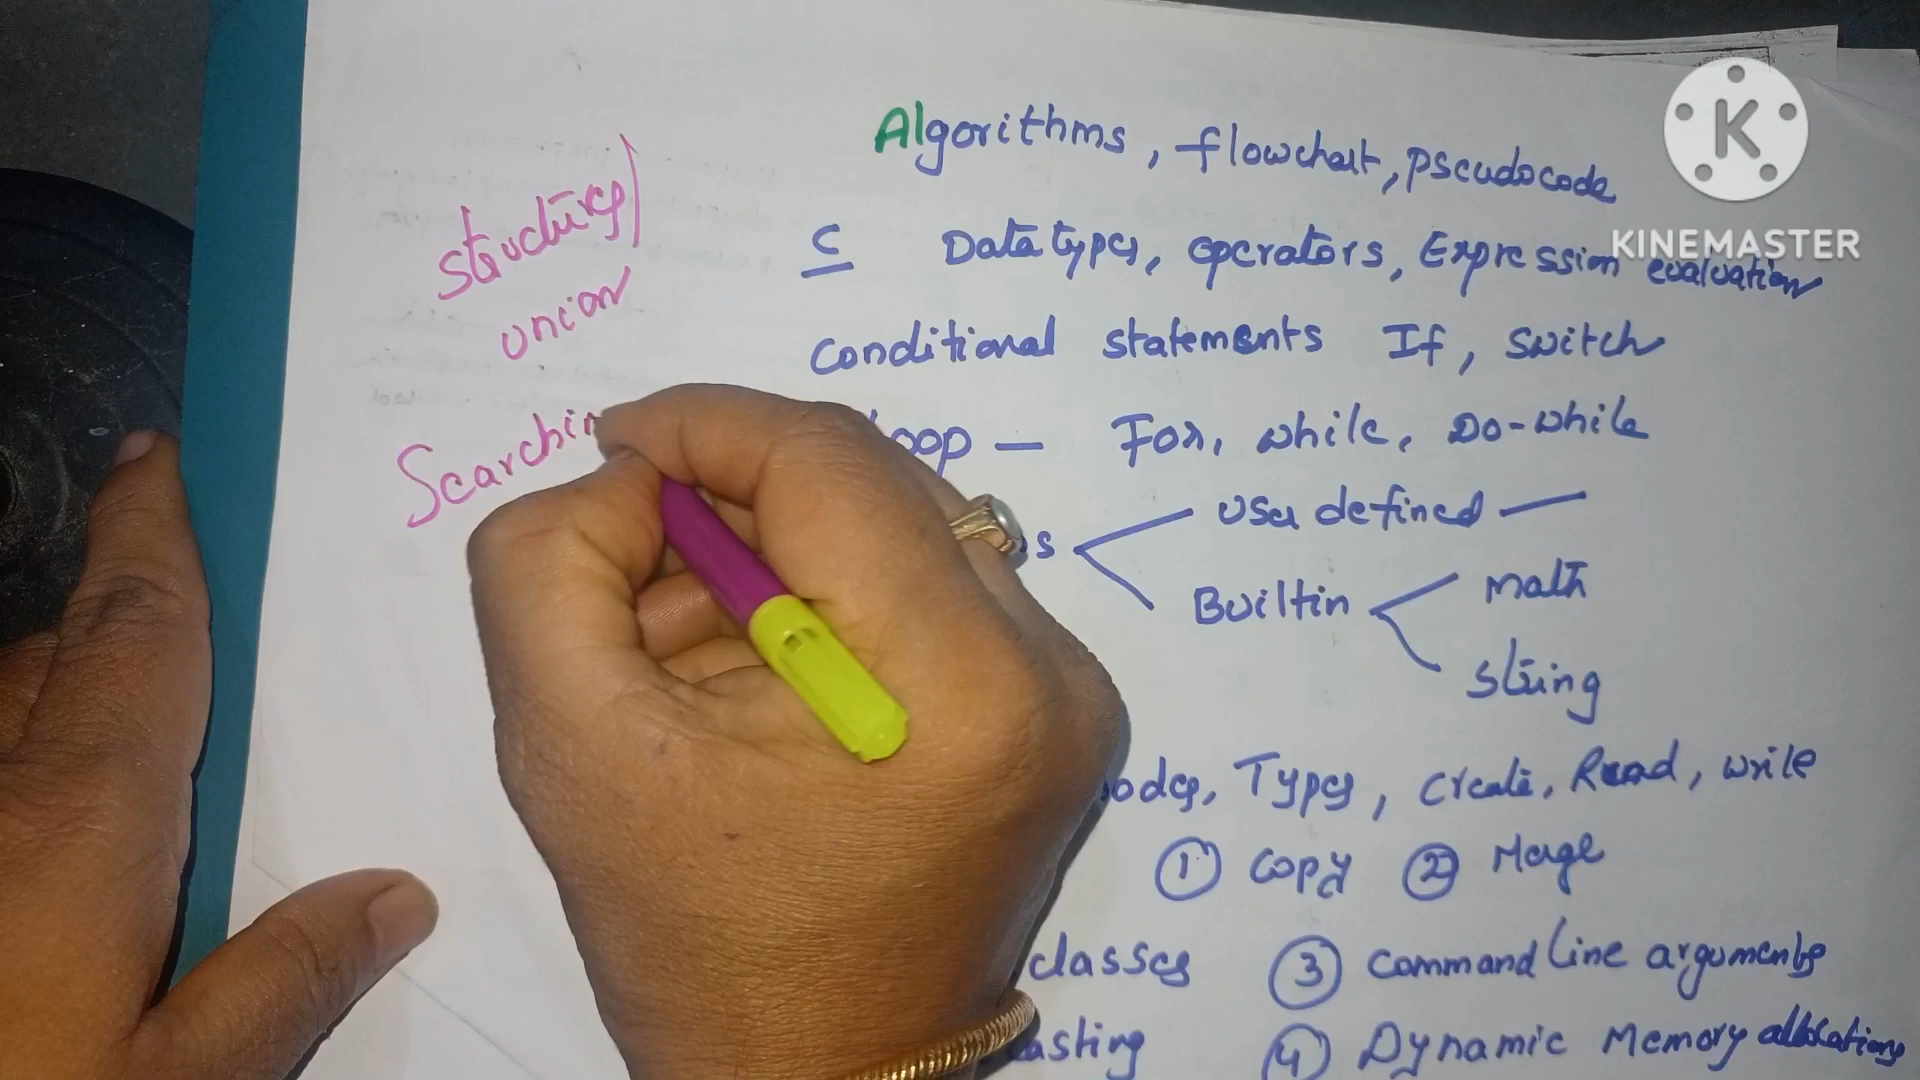 Algorithms, flowchart, pseudocode
C Datatypes, operators, Expression evaluation
conditional statements If, switch
loop - For, while, Do-while
User defined
Builtin
math
string
Types, create, Read, write
① copy ② Merge
classes ③ command line arguments
④ Dynamic Memory allocations
structures/
union
Searchin
K
KINEMASTER